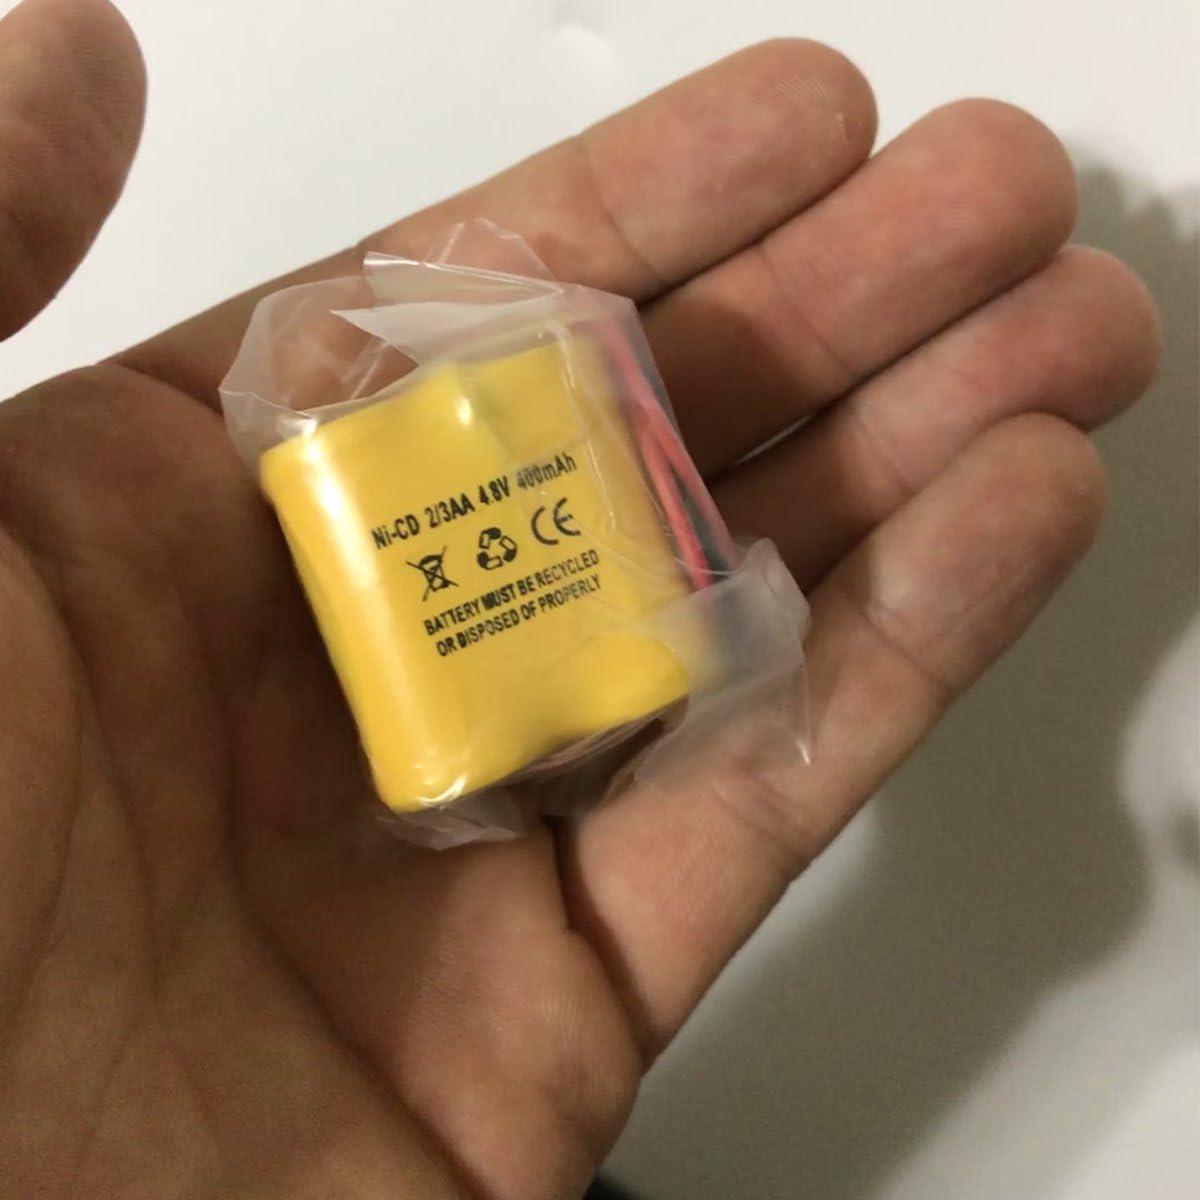 Ni-CD 2/3AA 4.8V 400mAh
CE
BATTERY MUST BE RECYCLED
OR DISPOSED OF PROPERLY